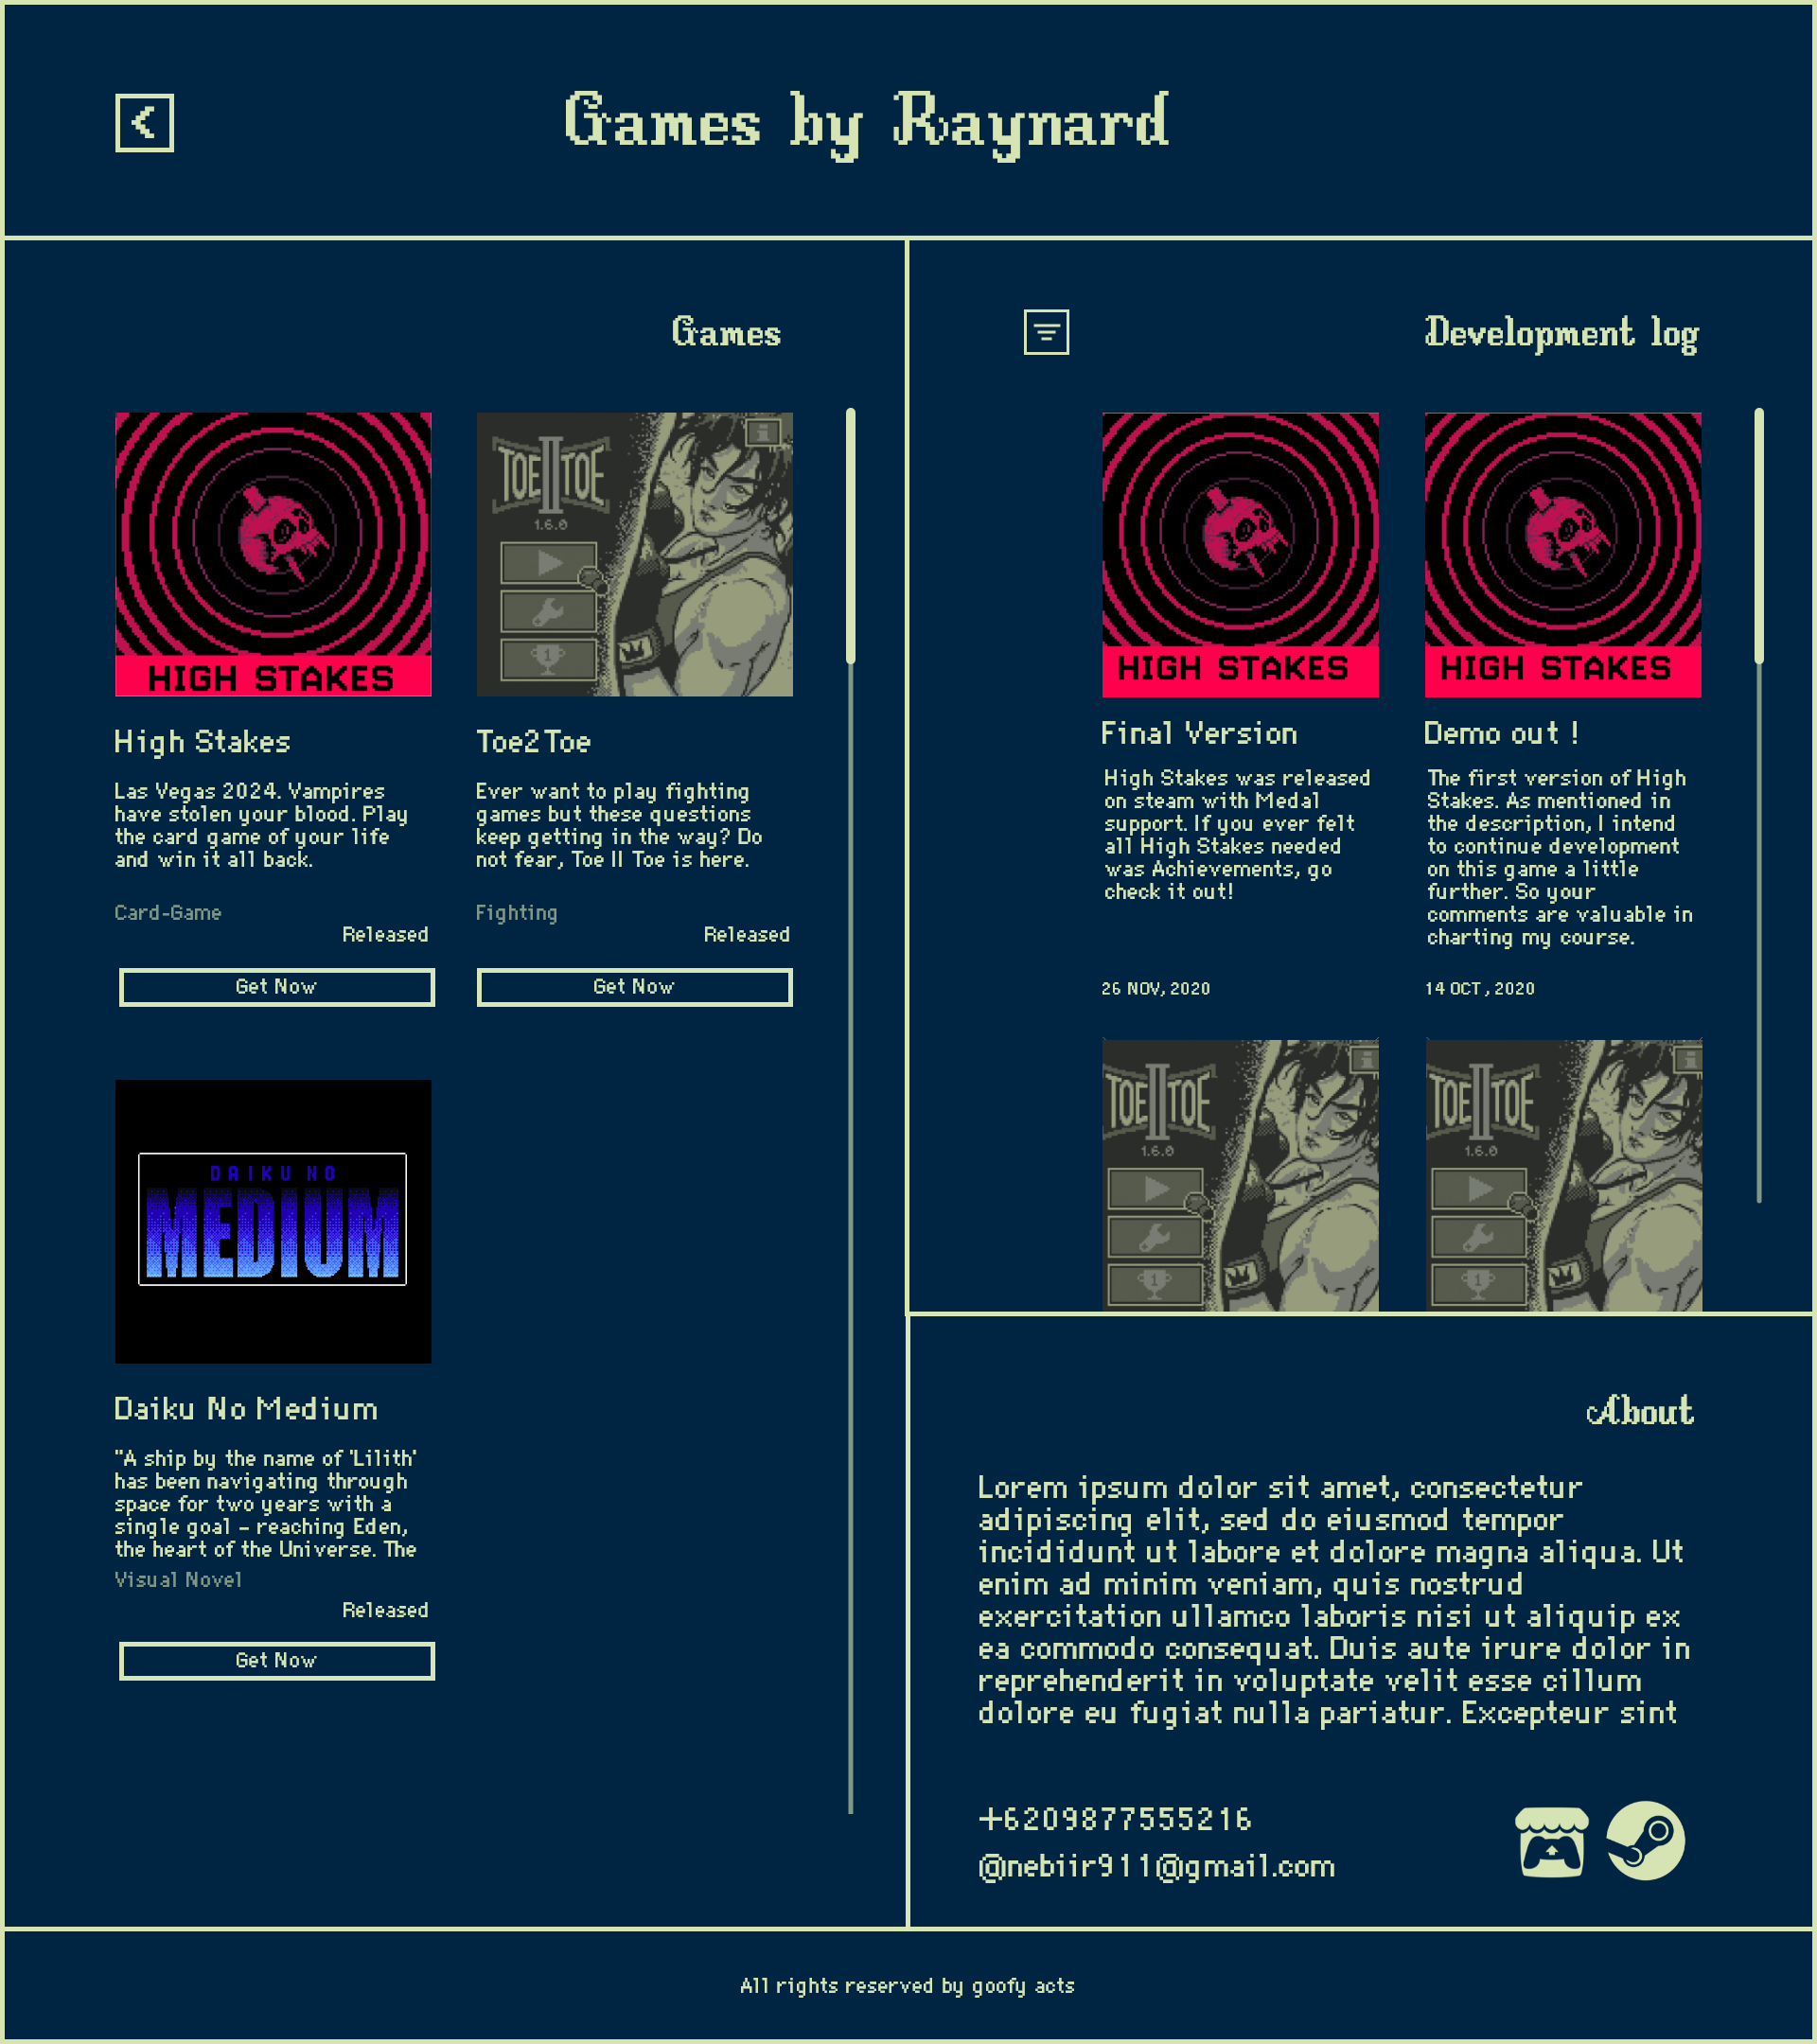 Games by Raynard
Games
HIGH STAKES
High Stakes
Las Vegas 2024. Vampires
have stolen your blood. Play
the card game of your life
and win it all back.
Card-Game
Released
Get Now
TOE II TOE
1.6.0
i
1
Toe2Toe
Ever want to play fighting
games but these questions
keep getting in the way? Do
not fear, Toe II Toe is here.
Fighting
Released
Get Now
DAIKU NO
MEDIUM
Daiku No Medium
"A ship by the name of 'Lilith'
has been navigating through
space for two years with a
single goal - reaching Eden,
the heart of the Universe. The
Visual Novel
Released
Get Now
Development log
HIGH STAKES
Final Version
High Stakes was released
on steam with Medal
support. If you ever felt
all High Stakes needed
was Achievements, go
check it out!
26 NOV, 2020
HIGH STAKES
Demo out !
The first version of High
Stakes. As mentioned in
the description, I intend
to continue development
on this game a little
further. So your
comments are valuable in
charting my course.
14 OCT , 2020
TOE II TOE
1.6.0
i
1
TOE II TOE
1.6.0
i
1
About
Lorem ipsum dolor sit amet, consectetur
adipiscing elit, sed do eiusmod tempor
incididunt ut labore et dolore magna aliqua. Ut
enim ad minim veniam, quis nostrud
exercitation ullamco laboris nisi ut aliquip ex
ea commodo consequat. Duis aute irure dolor in
reprehenderit in voluptate velit esse cillum
dolore eu fugiat nulla pariatur. Excepteur sint
+6209877555216
@nebiir911@gmail.com
All rights reserved by goofy acts